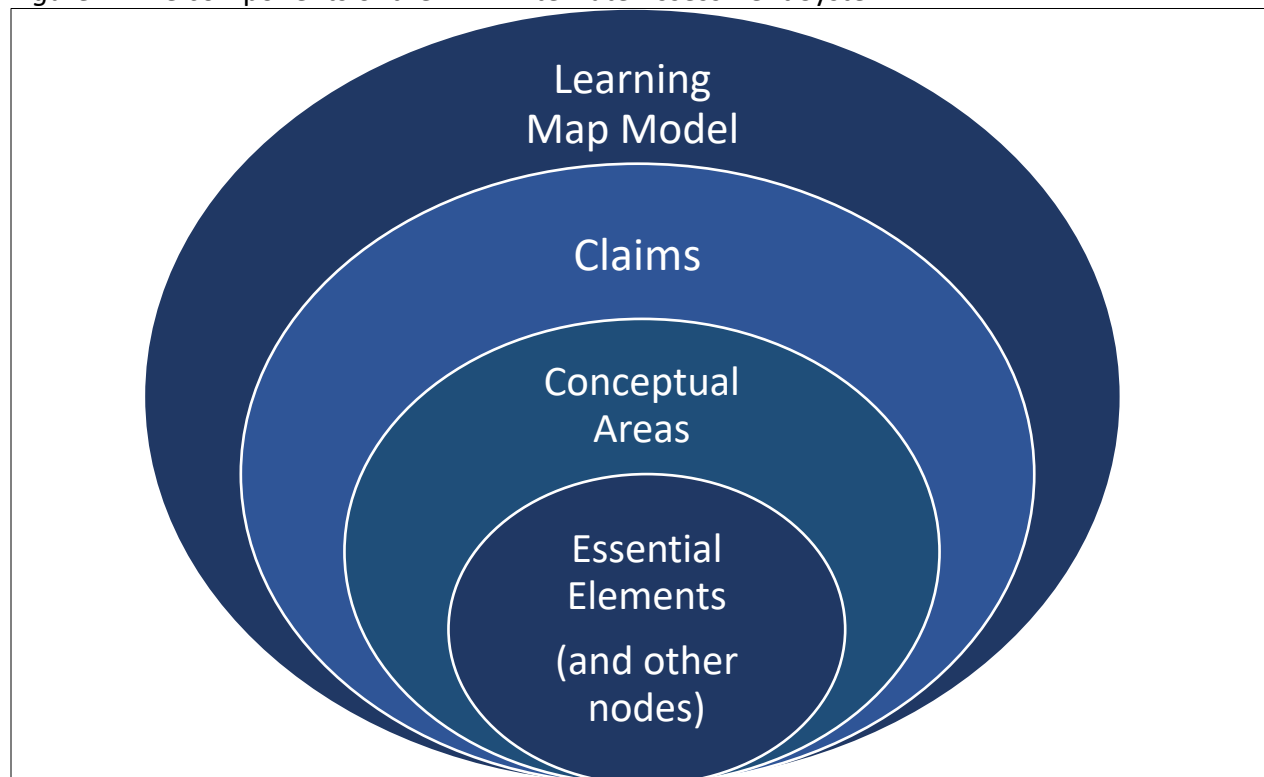 Learning
Map Model
Claims
Conceptual
Areas
Essential
Elements
(and other
nodes)